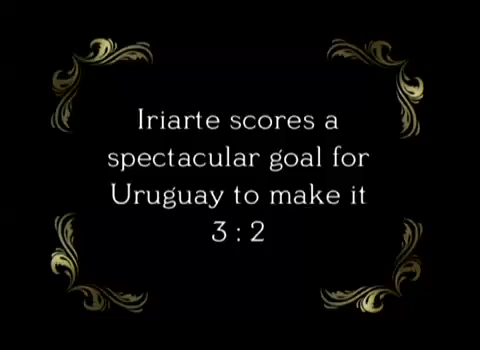 Iriarte scores a
spectacular goal for
Uruguay to make it
3 : 2